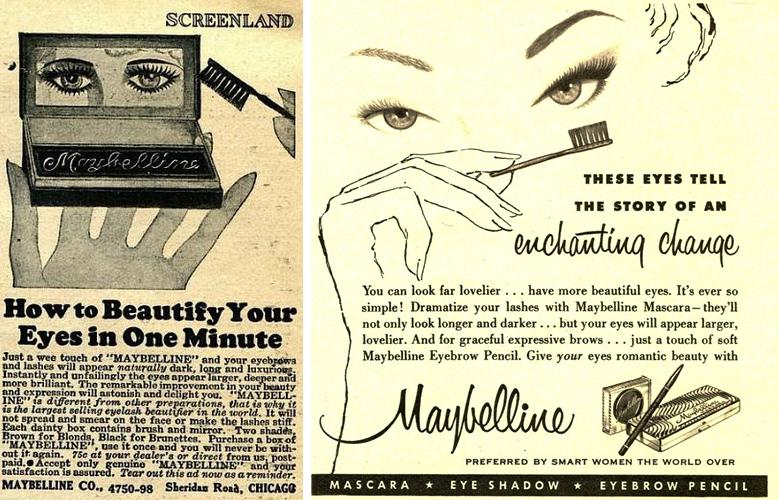 SCREENLAND
Maybelline
How to Beautify Your
Eyes in One Minute
Just a wee touch of "MAYBELLINE" and your eyebrows
and lashes will appear naturally dark, long and luxurious.
Instantly and unfailingly the eyes appear larger, deeper and
more brilliant. The remarkable improvement in your beauty
and expression will astonish and delight you. "MAYBELL-
INE" is different from other preparations, that is why it
is the largest selling eyelash beautifier in the world. It will
not spread and smear on the face or make the lashes stiff.
Each dainty box contains brush and mirror. Two shades,
Brown for Blonds, Black for Brunettes. Purchase a box of
"MAYBELLINE", use it once and you will never be with-
out it again. 75c at your dealer's or direct from us, post-
paid. Accept only genuine "MAYBELLINE" and your
satisfaction is assured. Tear out this ad now as a reminder.
MAYBELLINE CO., 4750-98 Sheridan Road, CHICAGO
THESE EYES TELL
THE STORY OF AN
enchanting change
You can look far lovelier . . . have more beautiful eyes. It's ever so
simple! Dramatize your lashes with Maybelline Mascara—they'll
not only look longer and darker . . . but your eyes will appear larger,
lovelier. And for graceful expressive brows . . . just a touch of soft
Maybelline Eyebrow Pencil. Give your eyes romantic beauty with
Maybelline
PREFERRED BY SMART WOMEN THE WORLD OVER
MASCARA ★ EYE SHADOW ★ EYEBROW PENCIL